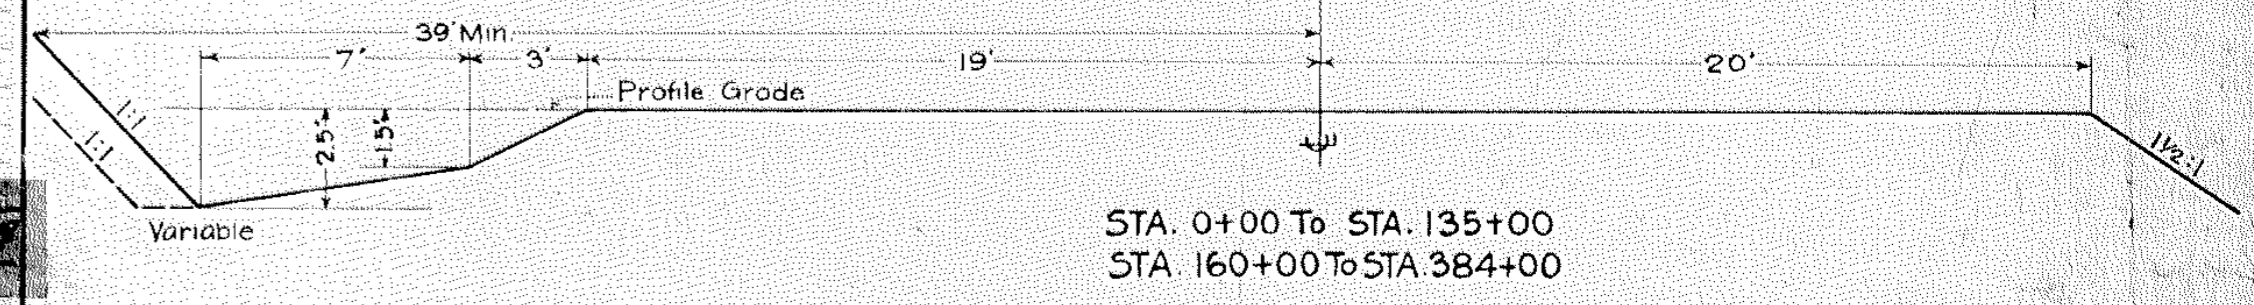 39' Min.
7' 3' 19' 20'
Profile Grade
2.5'
1.5'
1:1
1:1
1½:1
Variable
STA. 0+00 To STA. 135+00
STA. 160+00 To STA. 384+00